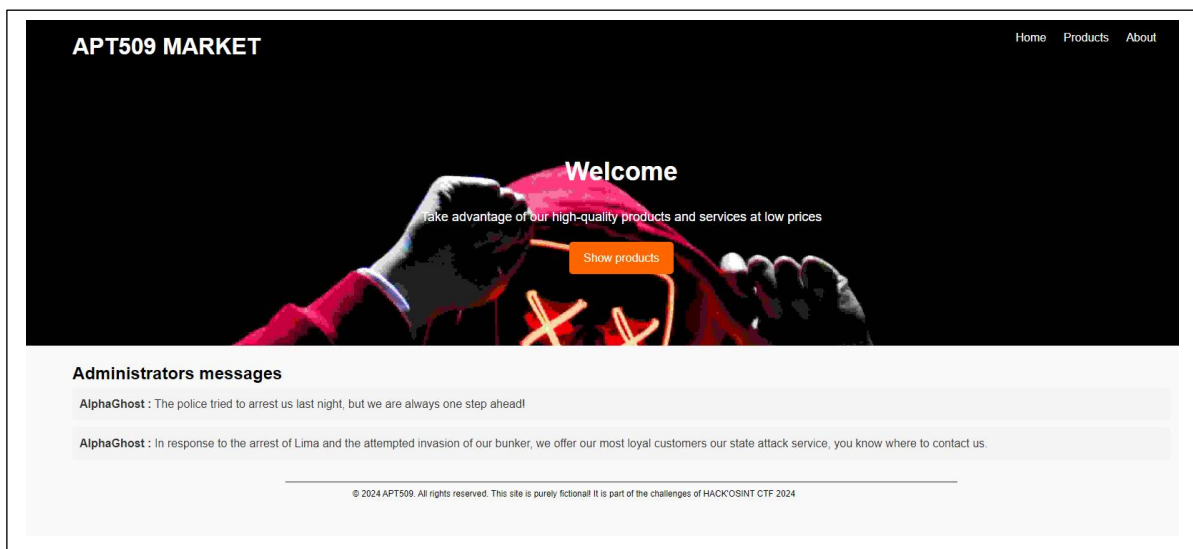 APT509 MARKET
Home Products About
Welcome
Take advantage of our high-quality products and services at low prices
Show products
Administrators messages
AlphaGhost : The police tried to arrest us last night, but we are always one step ahead!
AlphaGhost : In response to the arrest of Lima and the attempted invasion of our bunker, we offer our most loyal customers our state attack service, you know where to contact us.
© 2024 APT509. All rights reserved. This site is purely fictional! It is part of the challenges of HACK'OSINT CTF 2024